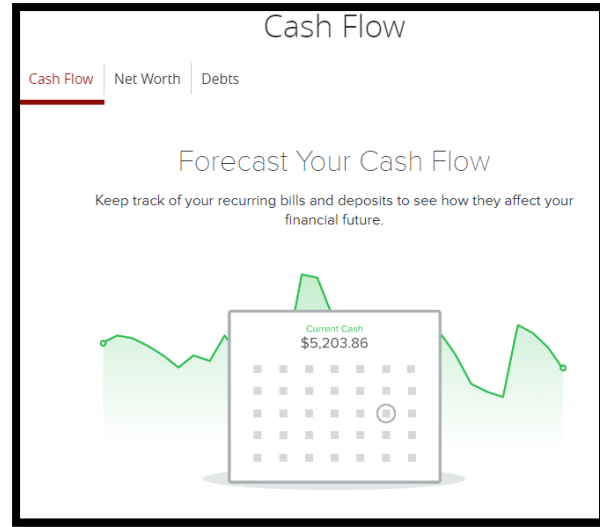 Cash Flow
Cash Flow
Net Worth
Debts
Forecast Your Cash Flow
Keep track of your recurring bills and deposits to see how they affect your
financial future.
Current Cash
$5,203.86